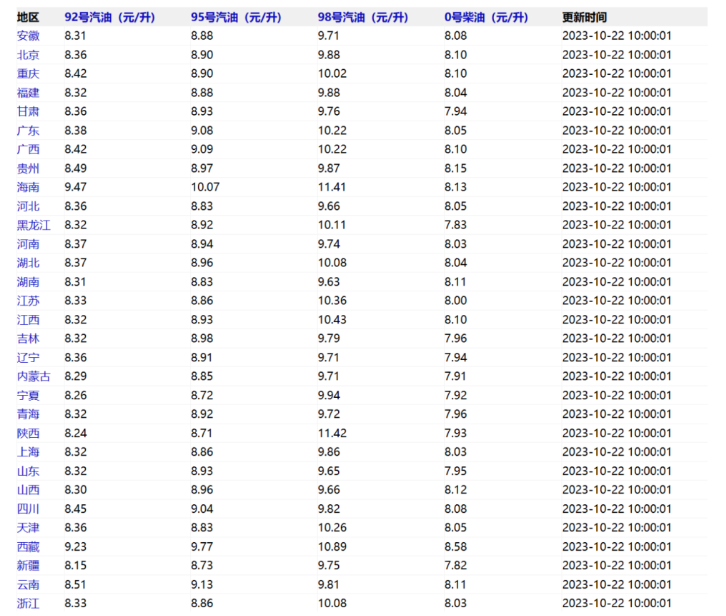 地区 92号汽油（元/升） 95号汽油（元/升） 98号汽油（元/升） 0号柴油（元/升） 更新时间
安徽 8.31 8.88 9.71 8.08 2023-10-22 10:00:01
北京 8.36 8.90 9.88 8.10 2023-10-22 10:00:01
重庆 8.42 8.90 10.02 8.10 2023-10-22 10:00:01
福建 8.32 8.88 9.88 8.04 2023-10-22 10:00:01
甘肃 8.36 8.93 9.76 7.94 2023-10-22 10:00:01
广东 8.38 9.08 10.22 8.05 2023-10-22 10:00:01
广西 8.42 9.09 10.22 8.10 2023-10-22 10:00:01
贵州 8.49 8.97 9.87 8.15 2023-10-22 10:00:01
海南 9.47 10.07 11.41 8.13 2023-10-22 10:00:01
河北 8.36 8.83 9.66 8.05 2023-10-22 10:00:01
黑龙江 8.32 8.92 10.11 7.83 2023-10-22 10:00:01
河南 8.37 8.94 9.74 8.03 2023-10-22 10:00:01
湖北 8.37 8.96 10.08 8.04 2023-10-22 10:00:01
湖南 8.31 8.83 9.63 8.11 2023-10-22 10:00:01
江苏 8.33 8.86 10.36 8.00 2023-10-22 10:00:01
江西 8.32 8.93 10.43 8.10 2023-10-22 10:00:01
吉林 8.32 8.98 9.79 7.96 2023-10-22 10:00:01
辽宁 8.36 8.91 9.71 7.94 2023-10-22 10:00:01
内蒙古 8.29 8.85 9.71 7.91 2023-10-22 10:00:01
宁夏 8.26 8.72 9.94 7.92 2023-10-22 10:00:01
青海 8.32 8.92 9.72 7.96 2023-10-22 10:00:01
陕西 8.24 8.71 11.42 7.93 2023-10-22 10:00:01
上海 8.32 8.86 9.86 8.03 2023-10-22 10:00:01
山东 8.32 8.93 9.65 7.95 2023-10-22 10:00:01
山西 8.30 8.96 9.66 8.12 2023-10-22 10:00:01
四川 8.45 9.04 9.82 8.08 2023-10-22 10:00:01
天津 8.36 8.83 10.26 8.05 2023-10-22 10:00:01
西藏 9.23 9.77 10.89 8.58 2023-10-22 10:00:01
新疆 8.15 8.73 9.75 7.82 2023-10-22 10:00:01
云南 8.51 9.13 9.81 8.11 2023-10-22 10:00:01
浙江 8.33 8.86 10.08 8.03 2023-10-22 10:00:01